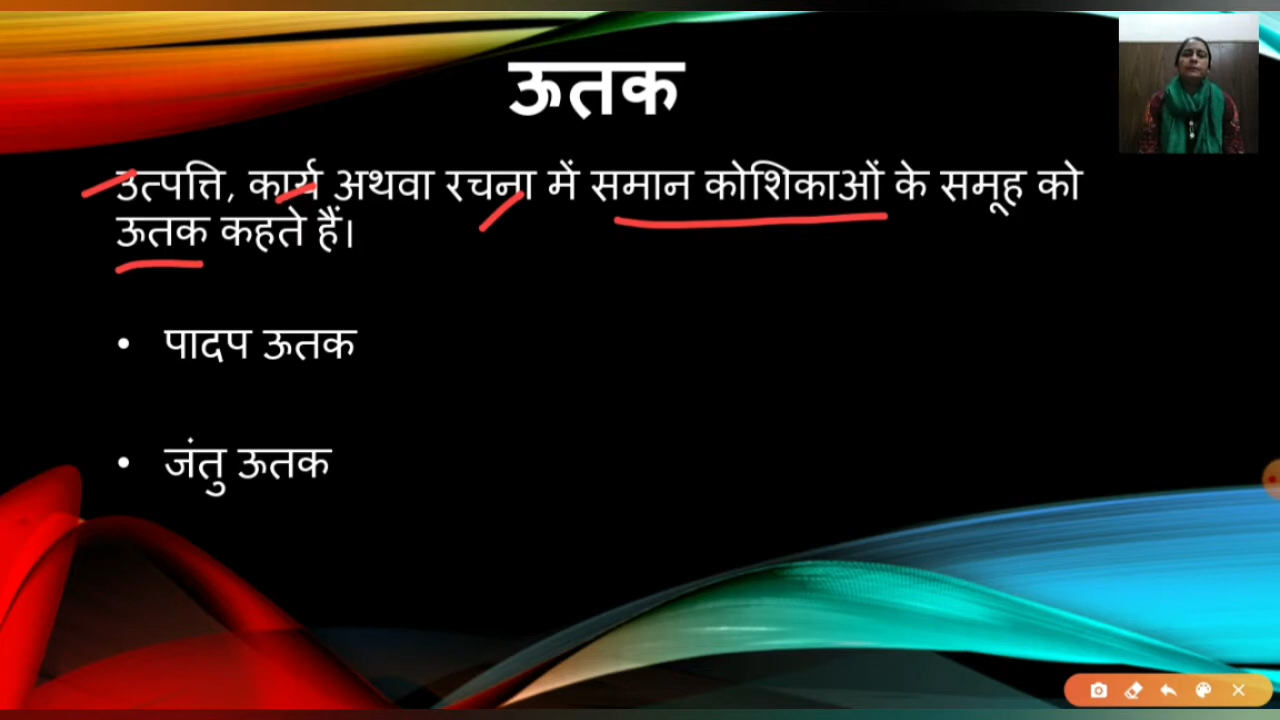 ऊतक
उत्पत्ति, कार्य अथवा रचना में समान कोशिकाओं के समूह को
ऊतक कहते हैं।
• पादप ऊतक
• जंतु ऊतक